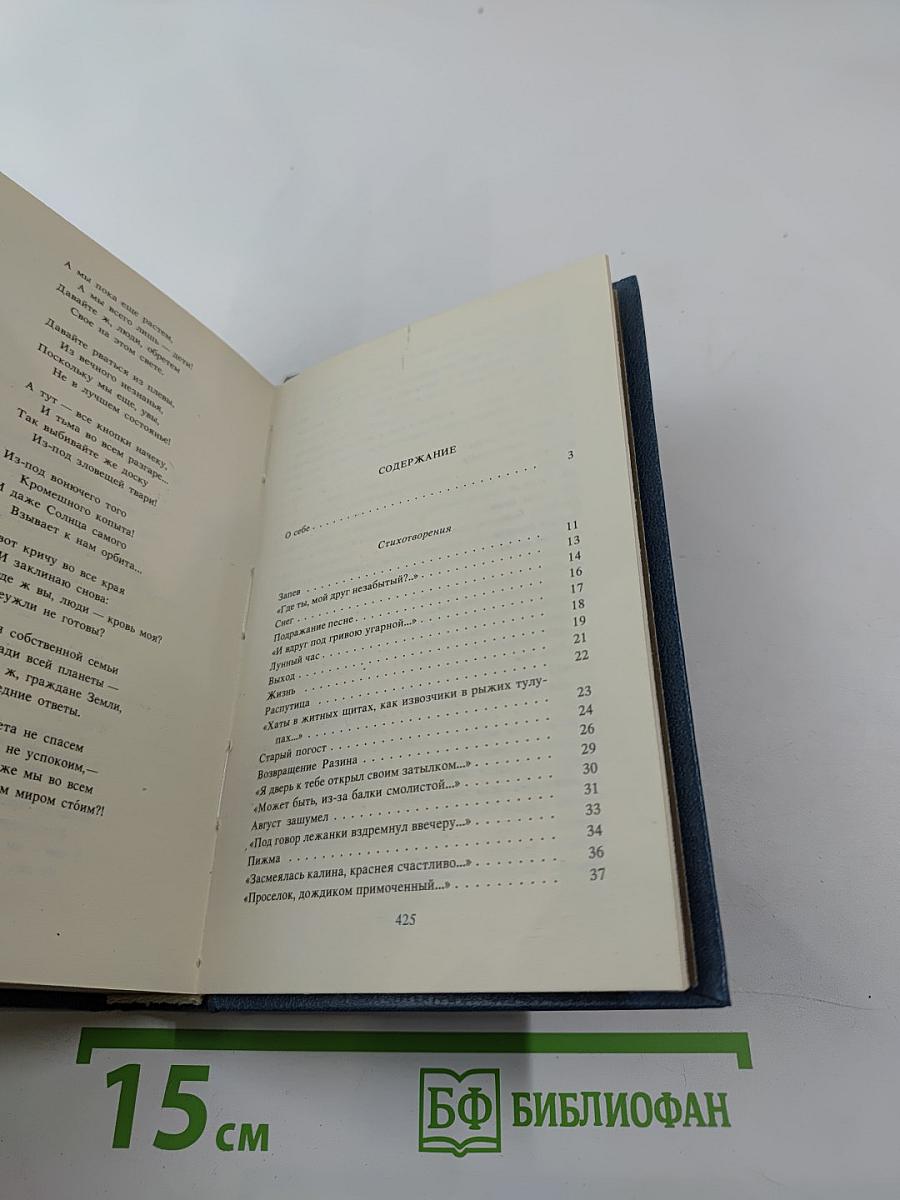 А мы пока еще растем,
А мы всего лишь — дети!
Давайте ж, люди, обретем
Свое на этом свете.
Давайте рваться из плевы,
Из вечного незнанья,
Поскольку мы еще, увы,
Не в лучшем состоянье!
А тут — все кнопки начеку,
И тьма во всем разгаре...
Так выбивайте же доску
Из-под зловещей твари!
Из-под вонючего того
Кромешного копыта!
И даже Солнца самого
Взывает к нам орбита...
вот кричу во все края
И заклинаю снова:
де ж вы, люди — кровь моя?
еужли не готовы?
собственной семьи
ади всей планеты —
ж, граждане Земли,
едние ответы.
ета не спасем
не успокоим,—
же мы во всем
м миром сто́им?!
СОДЕРЖАНИЕ
О себе . . . . . . . . . . 3
Стихотворения
Запев . . . . . . . . . . 11
«Где ты, мой друг незабытый?..» . . . . . . . . . . 13
Снег . . . . . . . . . . 14
Подражание песне . . . . . . . . . . 16
«И вдруг под гривою угарной...» . . . . . . . . . . 17
Лунный час . . . . . . . . . . 18
Выход . . . . . . . . . . 19
Жизнь . . . . . . . . . . 21
Распутица . . . . . . . . . . 22
«Хаты в житных щитах, как извозчики в рыжих тулу-
пах...» . . . . . . . . . . 23
Старый погост . . . . . . . . . . 24
Возвращение Разина . . . . . . . . . . 26
«Я дверь к тебе открыл своим затылком...» . . . . . . . . . . 29
«Может быть, из-за балки смолистой...» . . . . . . . . . . 30
Август зашумел . . . . . . . . . . 31
«Под говор лежанки вздремнул ввечеру...» . . . . . . . . . . 33
Пижма . . . . . . . . . . 34
«Засмеялась калина, краснея счастливо...» . . . . . . . . . . 36
«Проселок, дождиком примоченный...» . . . . . . . . . . 37
425
15 см
БФ БИБЛИОФАН